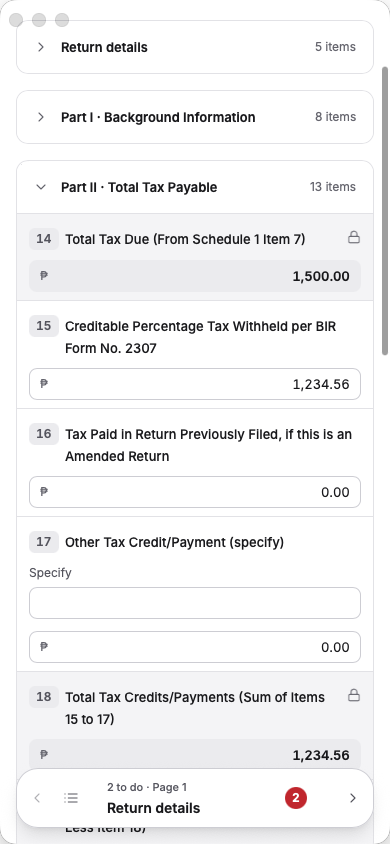 Return details 5 items
Part I · Background Information 8 items
Part II · Total Tax Payable 13 items
14 Total Tax Due (From Schedule 1 Item 7)
₱ 1,500.00
15 Creditable Percentage Tax Withheld per BIR
Form No. 2307
₱ 1,234.56
16 Tax Paid in Return Previously Filed, if this is an
Amended Return
₱ 0.00
17 Other Tax Credit/Payment (specify)
Specify
₱ 0.00
18 Total Tax Credits/Payments (Sum of Items
15 to 17)
₱ 1,234.56
2 to do · Page 1
Return details 2
Less Item 18)